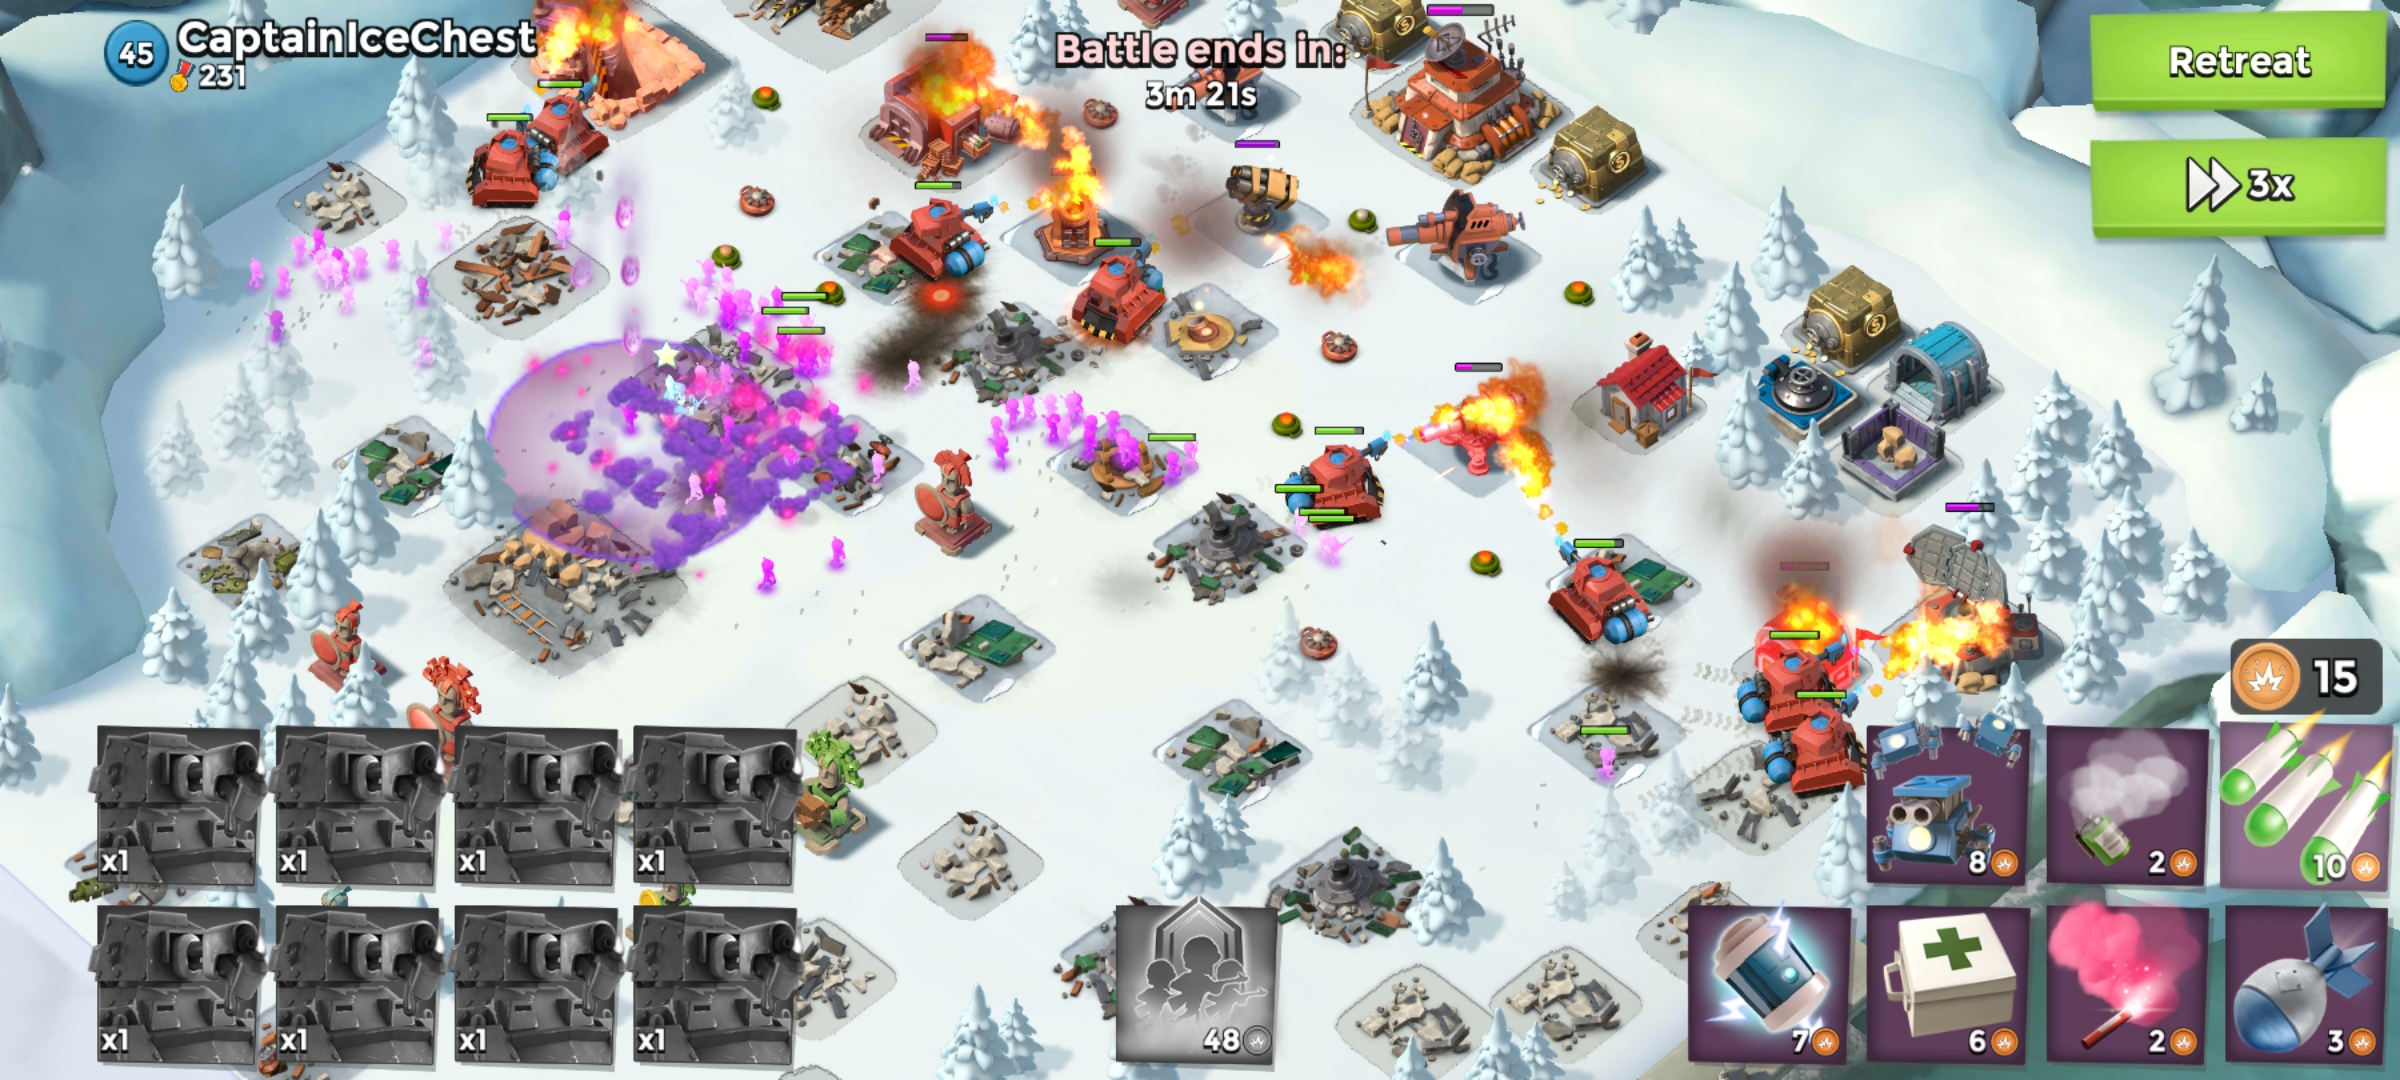 45
CaptainIceChest
231
Battle ends in:
3m 21s
Retreat
3x
15
x1
x1
x1
x1
8
2
10
x1
x1
x1
x1
48
7
6
2
3